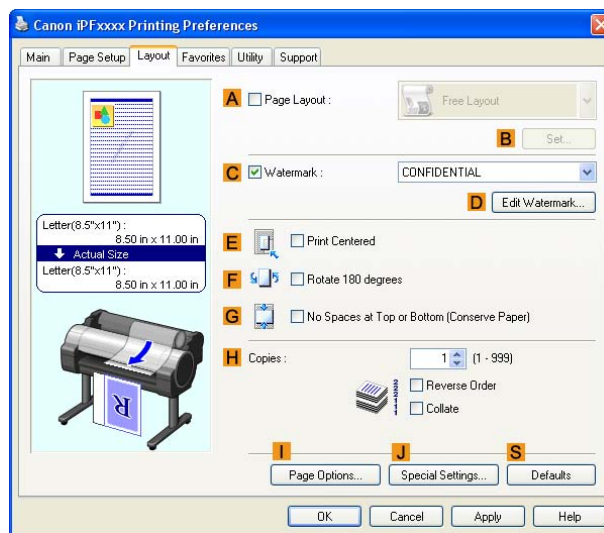 Canon iPFxxxx Printing Preferences
Main Page Setup Layout Favorites Utility Support
A Page Layout : Free Layout
B Set...
C Watermark : CONFIDENTIAL
D Edit Watermark...
Letter(8.5"x11") :
8.50 in x 11.00 in
Actual Size
Letter(8.5"x11") :
8.50 in x 11.00 in
E Print Centered
F Rotate 180 degrees
G No Spaces at Top or Bottom (Conserve Paper)
H Copies : 1 (1 - 999)
Reverse Order
Collate
R
I J S
Page Options... Special Settings... Defaults
OK Cancel Apply Help